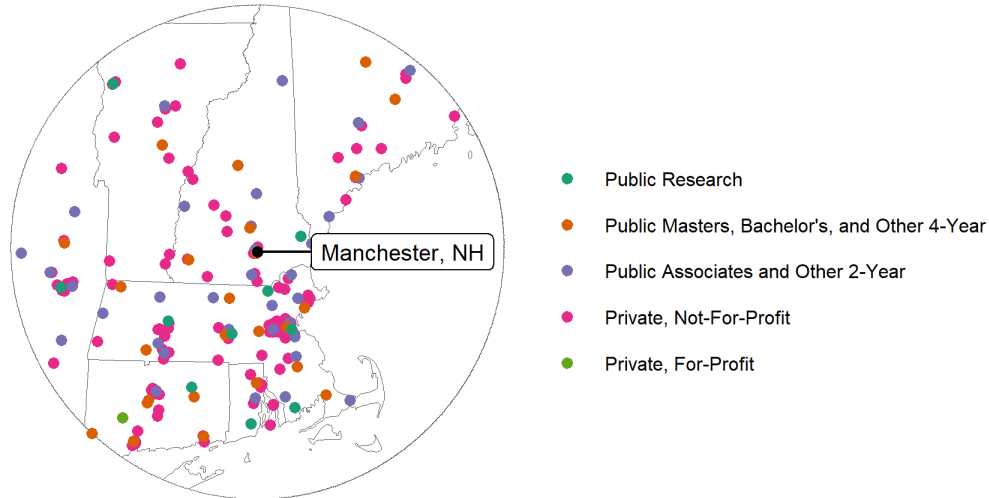 Manchester, NH
Public Research
Public Masters, Bachelor's, and Other 4-Year
Public Associates and Other 2-Year
Private, Not-For-Profit
Private, For-Profit